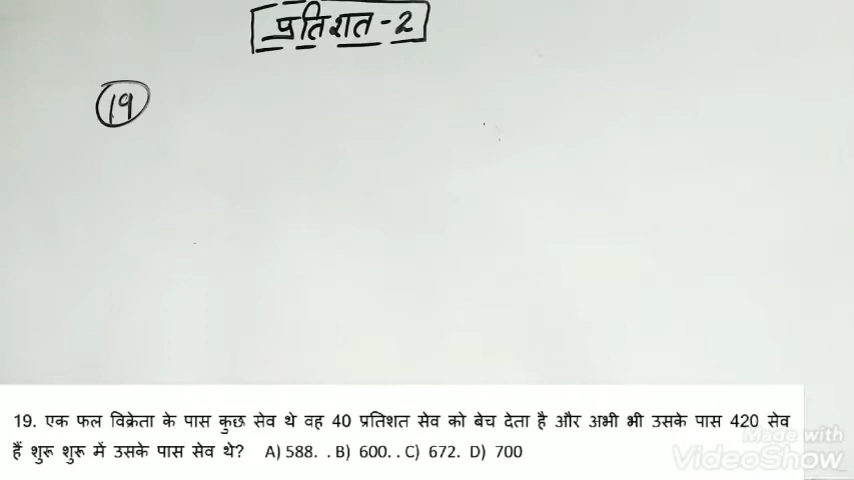 प्रतिशत-2
19
19. एक फल विक्रेता के पास कुछ सेव थे वह 40 प्रतिशत सेव को बेच देता है और अभी भी उसके पास 420 सेव
हैं शुरू शुरू में उसके पास सेव थे? A) 588. . B) 600. . C) 672. D) 700
Made with
VideoShow